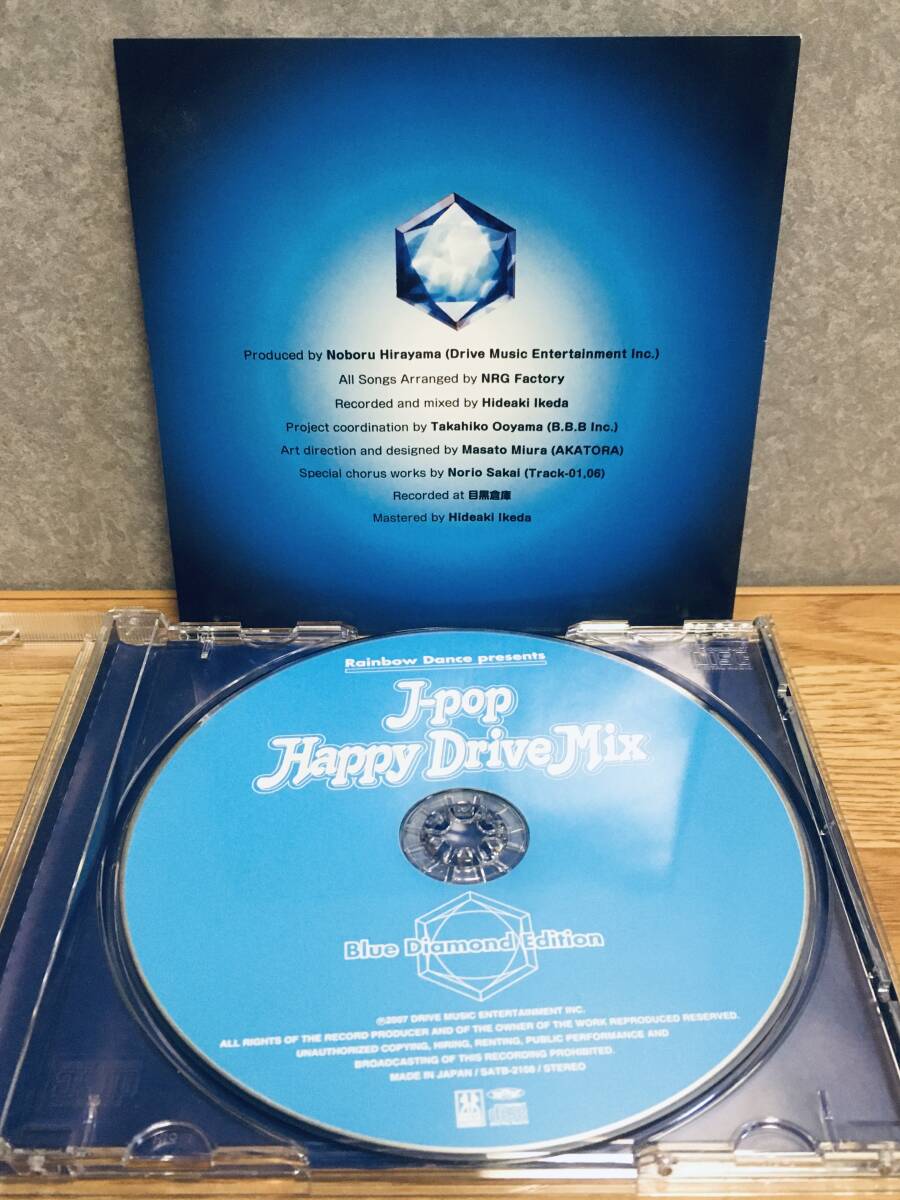 Produced by Noboru Hirayama (Drive Music Entertainment Inc.)
All Songs Arranged by NRG Factory
Recorded and mixed by Hideaki Ikeda
Project coordination by Takahiko Ooyama (B.B.B Inc.)
Art direction and designed by Masato Miura (AKATORA)
Special chorus works by Norio Sakai (Track-01,06)
Recorded at 目黒倉庫
Mastered by Hideaki Ikeda
Rainbow Dance presents
J-pop
Happy Drive Mix
Blue Diamond Edition
℗2007 DRIVE MUSIC ENTERTAINMENT INC.
ALL RIGHTS OF THE RECORD PRODUCER AND OF THE OWNER OF THE WORK REPRODUCED RESERVED.
UNAUTHORIZED COPYING, HIRING, RENTING, PUBLIC PERFORMANCE AND
BROADCASTING OF THIS RECORDING PROHIBITED.
MADE IN JAPAN / SATB-2158 / STEREO